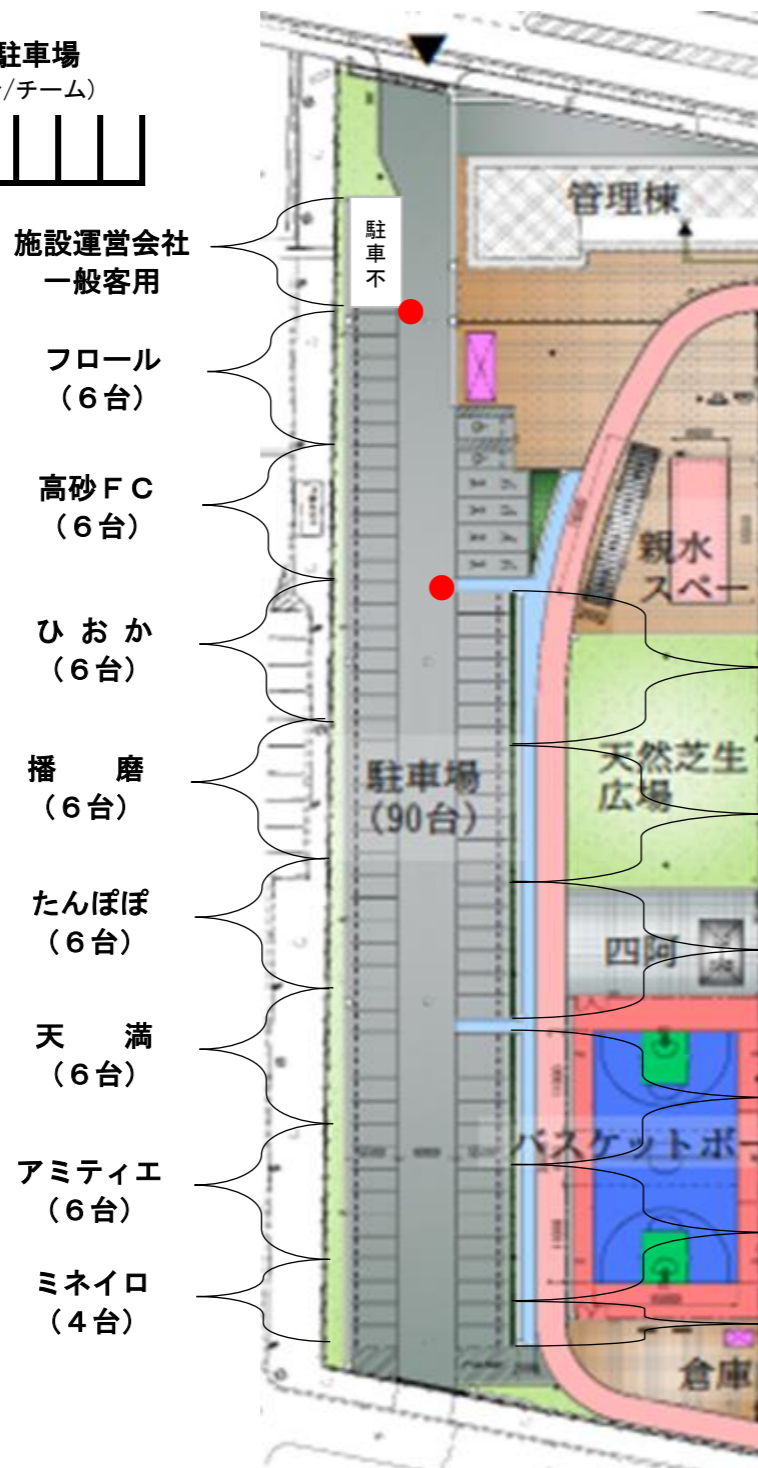 駐車場
/チーム）
管理棟
施設運営会社
一般客用
駐車不
フロール
（６台）
高砂ＦＣ
（６台）
親水
スペー
ひ お か
（６台）
播　磨
（６台）
駐車場
(90台)
天然芝生
広場
たんぽぽ
（６台）
四阿
天　満
（６台）
アミティエ
（６台）
バスケットボー
ミネイロ
（４台）
倉庫